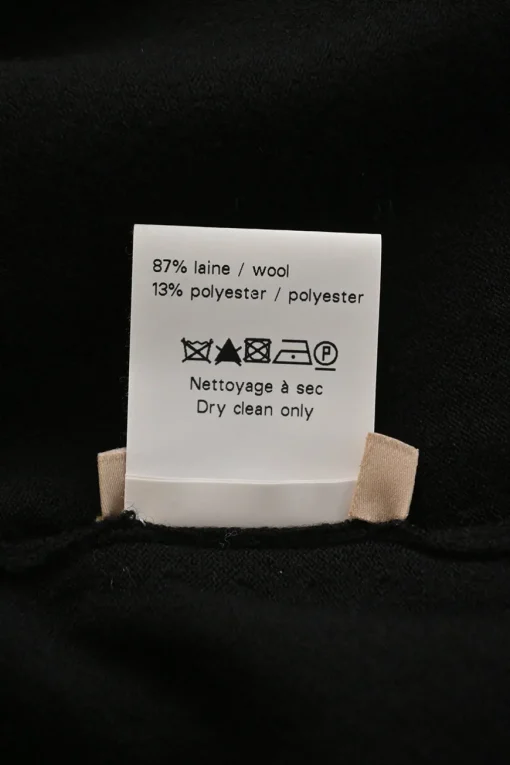 87% laine / wool
13% polyester / polyester
P
Nettoyage à sec
Dry clean only